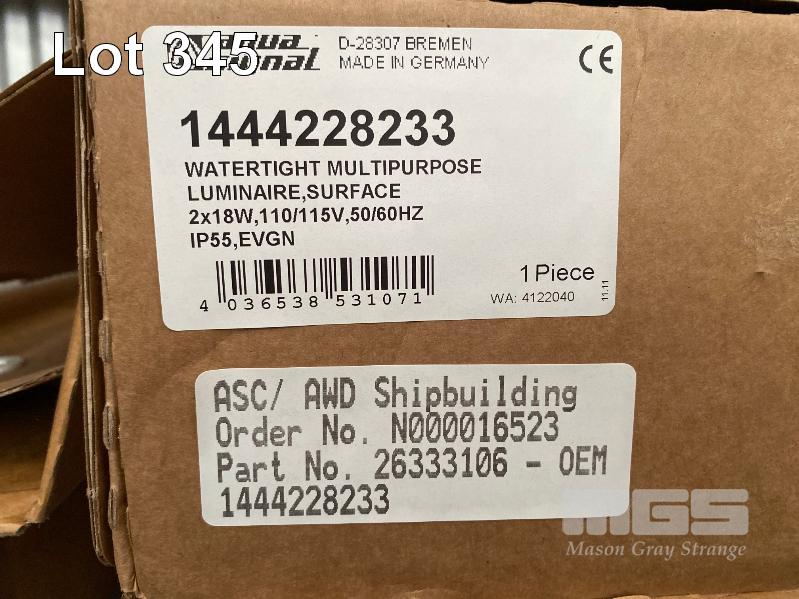 Lot 345
aqua signal
D-28307 BREMEN
MADE IN GERMANY
CE
1444228233
WATERTIGHT MULTIPURPOSE
LUMINAIRE,SURFACE
2x18W,110/115V,50/60HZ
IP55,EVGN
4 036538 531071
1 Piece
WA: 4122040
11.11
ASC/ AWD Shipbuilding
Order No. N000016523
Part No. 26333106 - OEM
1444228233
MGS
Mason Gray Strange